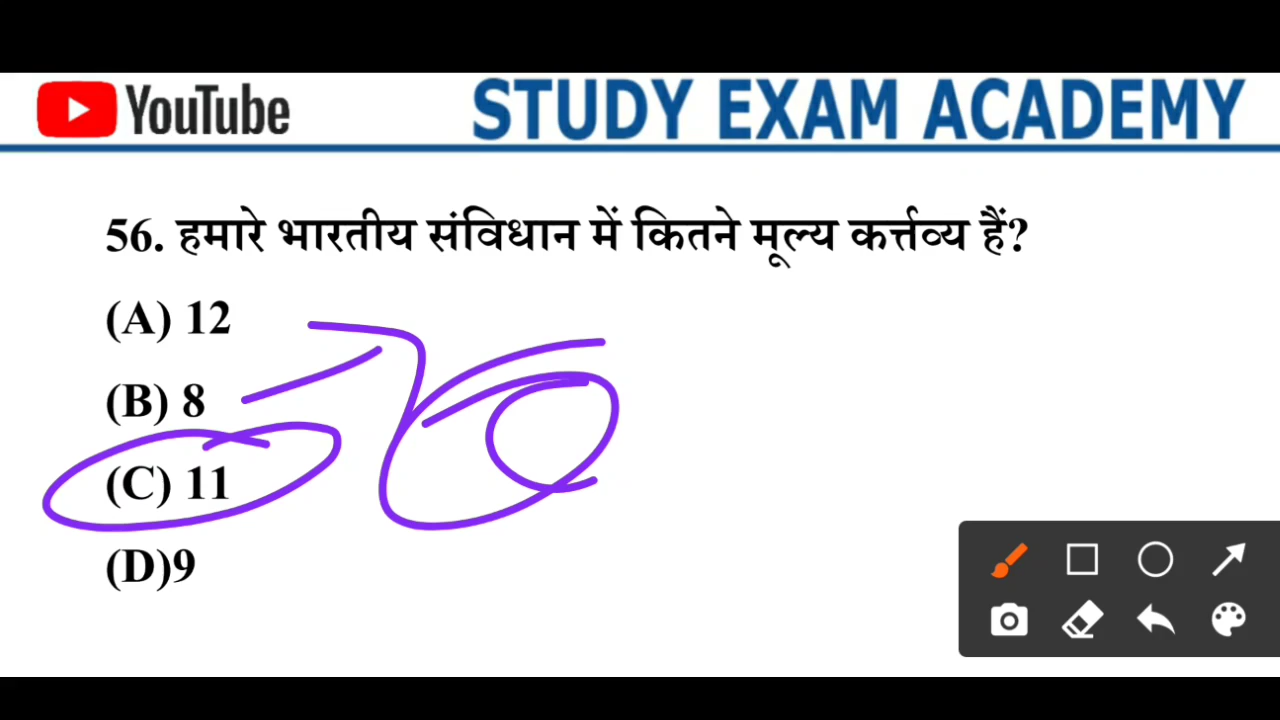 YouTube STUDY EXAM ACADEMY
56. हमारे भारतीय संविधान में कितने मूल्य कर्त्तव्य हैं?
(A) 12
(B) 8
(C) 11
(D)9